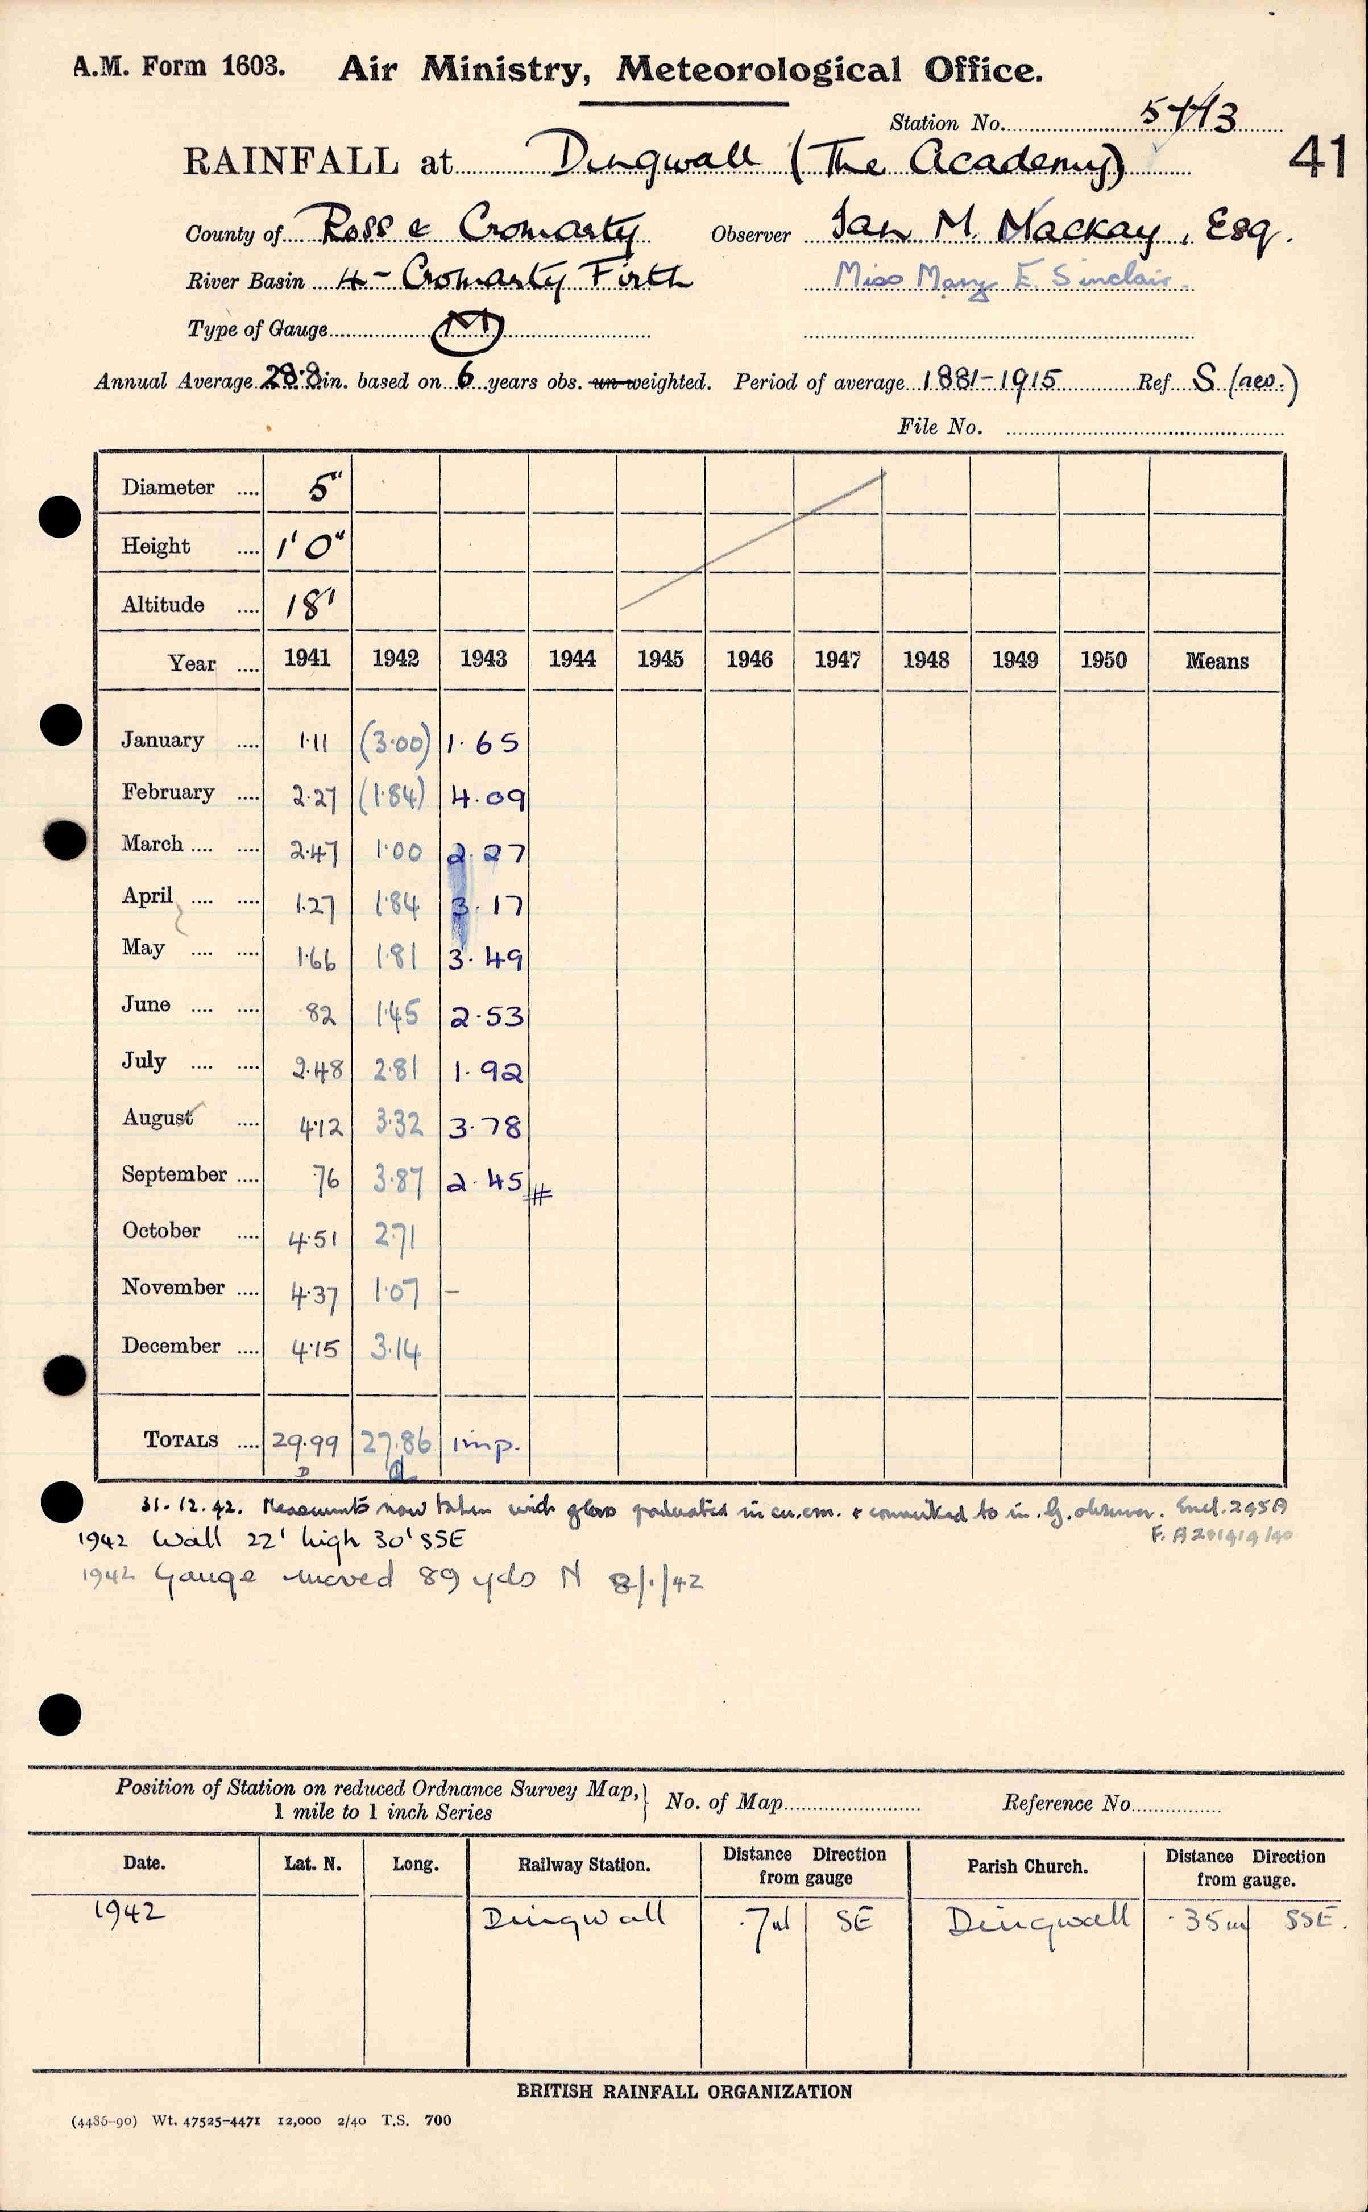 A.M. Form 1603. Air Ministry, Meteorological Office.
Station No. 5443
41
RAINFALL at Dingwall (The Academy)
County of Ross & Cromarty Observer Ian M. Mackay, Esq.
River Basin 4 - Cromarty Firth Miss Mary E. Sinclair.
Type of Gauge M
Annual Average 28.8 in. based on 6 years obs. un-weighted. Period of average 1881-1915 Ref S (aeo.)
File No.
Diameter .... 5"
Height .... 1' 0"
Altitude .... 18'
Year .... 1941 1942 1943 1944 1945 1946 1947 1948 1949 1950 Means
January .... 1.11 (3.00) 1.65
February .... 2.27 (1.84) 4.09
March .... .... 2.47 1.00 2.27
April .... .... 1.27 1.84 3.17
May .... .... 1.66 1.81 3.49
June .... .... .82 1.45 2.53
July .... .... 2.48 2.81 1.92
August .... 4.12 3.32 3.78
September .... .76 3.87 2.45 #
October .... 4.51 2.71
November .... 4.37 1.07 -
December .... 4.15 3.14
TOTALS .... 29.99 27.86 imp.
D
31.12.42. Measurements now taken with glass graduated in cu.cm. & converted to in. by observer. Encl. 245A
F. A201414/40
1942 Wall 22' high 30' SSE
1942 Gauge moved 89 yds N 8/1/42
Position of Station on reduced Ordnance Survey Map, 1 mile to 1 inch Series } No. of Map Reference No.
Date. Lat. N. Long. Railway Station. Distance Direction from gauge Parish Church. Distance Direction from gauge.
1942 Dingwall .7 ml SE Dingwall .35 m SSE.
BRITISH RAINFALL ORGANIZATION
(4486-90) Wt. 47525-4471 12,000 2/40 T.S. 700